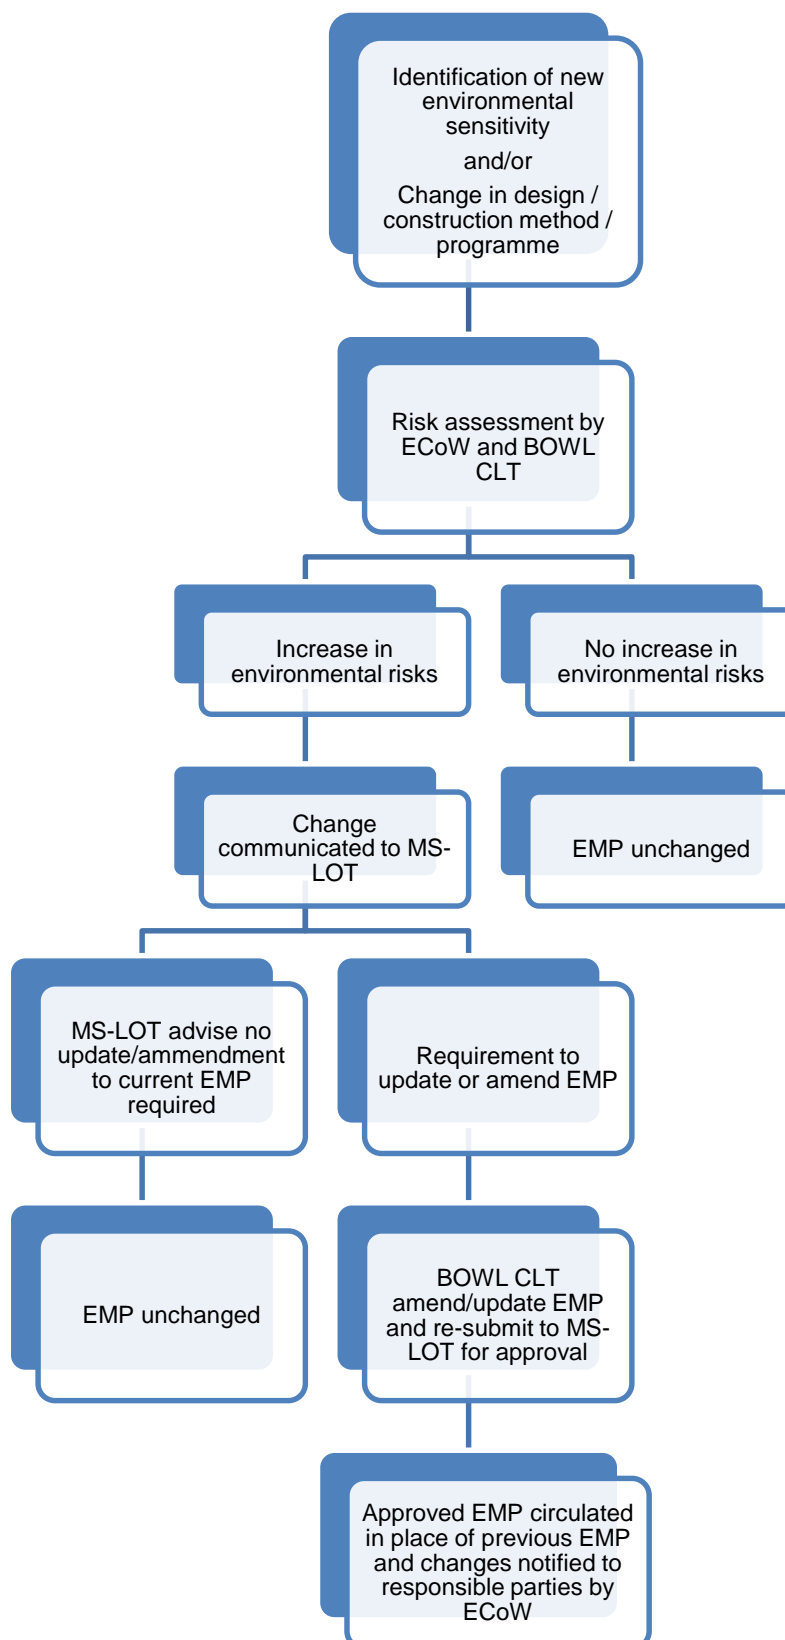 Identification of new
environmental
sensitivity
and/or
Change in design /
construction method /
programme
Risk assessment by
ECoW and BOWL
CLT
Increase in
environmental risks
No increase in
environmental risks
Change
communicated to MS-
LOT
EMP unchanged
MS-LOT advise no
update/ammendment
to current EMP
required
Requirement to
update or amend EMP
EMP unchanged
BOWL CLT
amend/update EMP
and re-submit to MS-
LOT for approval
Approved EMP circulated
in place of previous EMP
and changes notified to
responsible parties by
ECoW